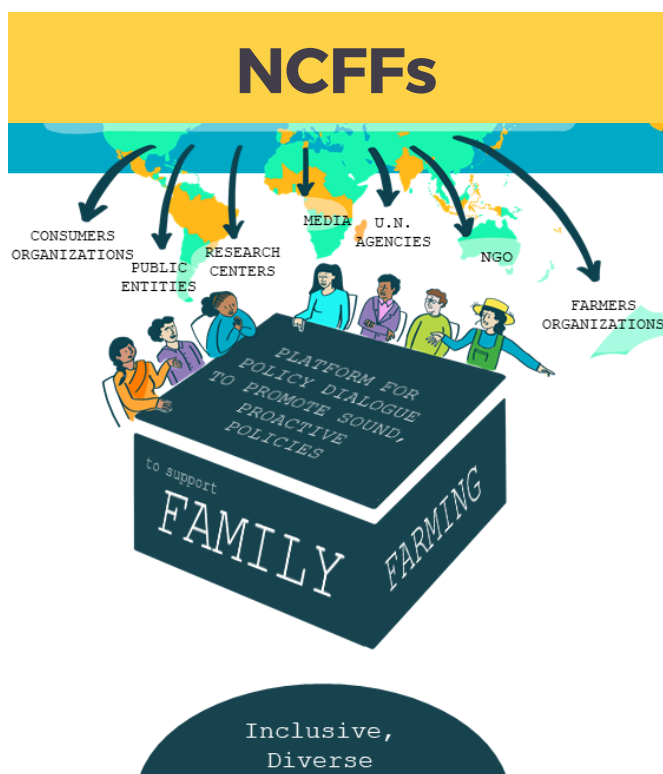 NCFFs
CONSUMERS
ORGANIZATIONS
PUBLIC
ENTITIES
RESEARCH
CENTERS
MEDIA
U.N.
AGENCIES
NGO
FARMERS
ORGANIZATIONS
PLATFORM FOR
POLICY DIALOGUE
TO PROMOTE SOUND,
PROACTIVE
POLICIES
to support
FAMILY
FARMING
Inclusive,
Diverse